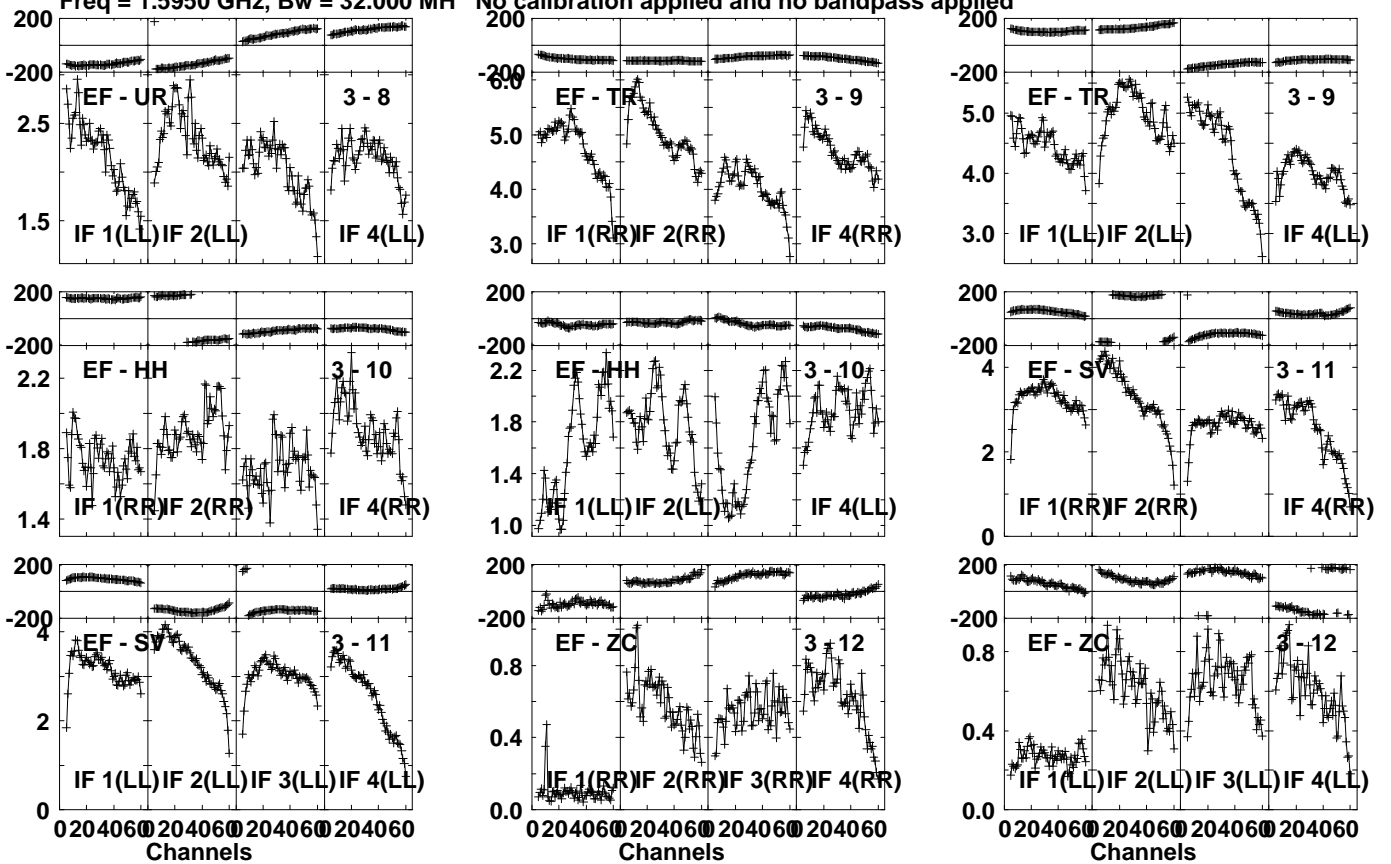 Freq = 1.5950 GHz, Bw = 32.000 MH No calibration applied and no bandpass applied
200
-200
EF - UR 3 - 8
2.5
1.5
IF 1(LL) IF 2(LL) IF 4(LL)
-200
6.0
EF - TR 3 - 9
5.0
4.0
3.0
IF 1(RR) IF 2(RR) IF 4(RR)
200
-200
EF - TR 3 - 9
5.0
4.0
3.0
IF 1(LL) IF 2(LL) IF 4(LL)
200
-200
EF - HH 3 - 10
2.2
1.8
1.4
IF 1(RR) IF 2(RR) IF 4(RR)
200
-200
EF - HH 3 - 10
2.2
1.8
1.4
1.0
IF 1(LL) IF 2(LL) IF 4(LL)
200
-200
EF - SV 3 - 11
4
2
0
IF 1(RR) IF 2(RR) IF 4(RR)
200
-200
EF - SV 3 - 11
4
2
0
IF 1(LL) IF 2(LL) IF 3(LL) IF 4(LL)
0 20 40 60 0 20 40 60 0 20 40 60 0 20 40 60
Channels
200
-200
EF - ZC 3 - 12
0.8
0.4
0.0
IF 1(RR) IF 2(RR) IF 3(RR) IF 4(RR)
0 20 40 60 0 20 40 60 0 20 40 60 0 20 40 60
Channels
200
-200
EF - ZC 3 - 12
0.8
0.4
0.0
IF 1(LL) IF 2(LL) IF 3(LL) IF 4(LL)
0 20 40 60 0 20 40 60 0 20 40 60 0 20 40 60
Channels